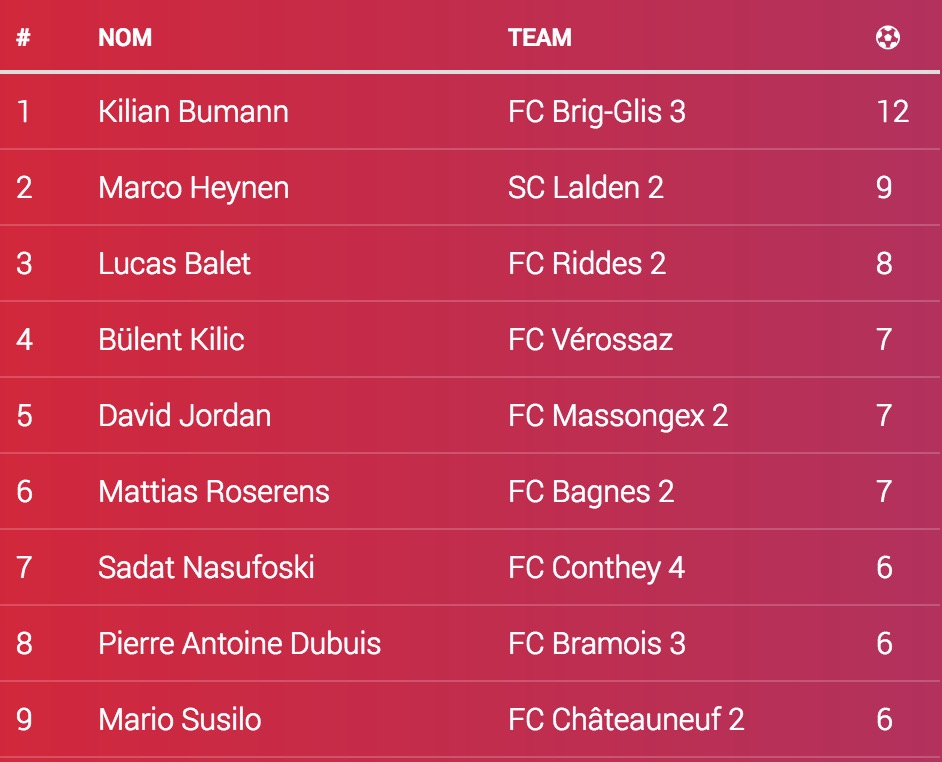 # NOM TEAM
1 Kilian Bumann FC Brig-Glis 3 12
2 Marco Heynen SC Lalden 2 9
3 Lucas Balet FC Riddes 2 8
4 Bülent Kilic FC Vérossaz 7
5 David Jordan FC Massongex 2 7
6 Mattias Roserens FC Bagnes 2 7
7 Sadat Nasufoski FC Conthey 4 6
8 Pierre Antoine Dubuis FC Bramois 3 6
9 Mario Susilo FC Châteauneuf 2 6